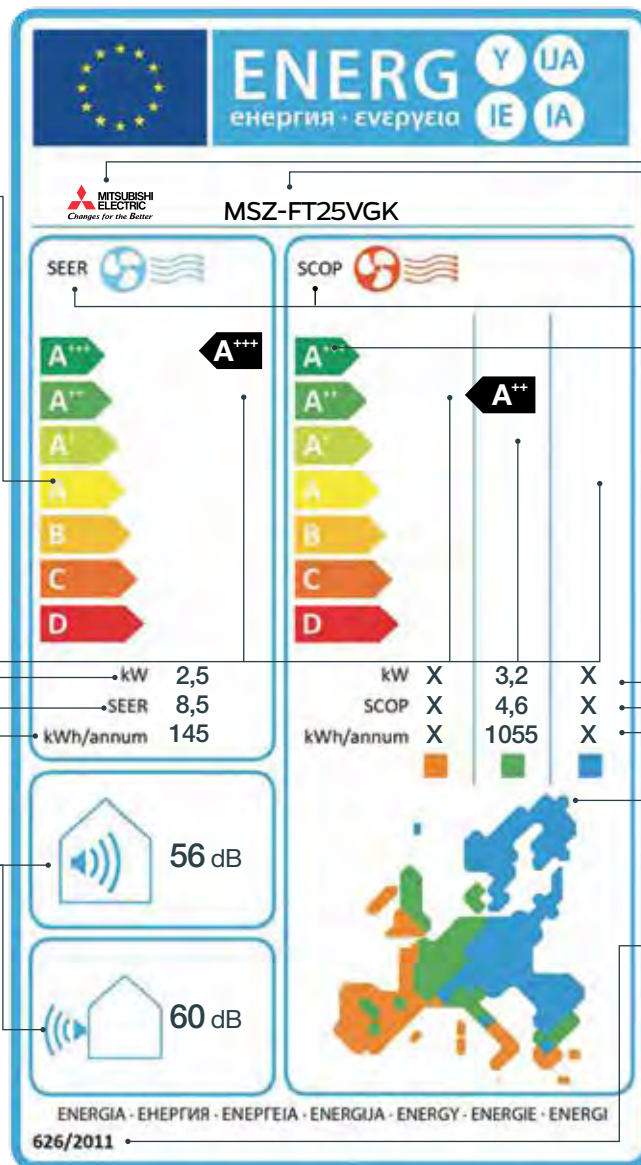 ENERG Y IJA
енергия · ενεργεια IE IA
MITSUBISHI
ELECTRIC
Changes for the Better
MSZ-FT25VGK
SEER
A+++
A+++
A++
A+
A
B
C
D
kW 2,5
SEER 8,5
kWh/annum 145
SCOP
A+++
A++
A++
A+
A
B
C
D
kW X 3,2 X
SCOP X 4,6 X
kWh/annum X 1055 X
56 dB
60 dB
ENERGIA · ЕНЕРГИЯ · ΕΝΕΡΓΕΙΑ · ENERGIJA · ENERGY · ENERGIE · ENERGI
626/2011